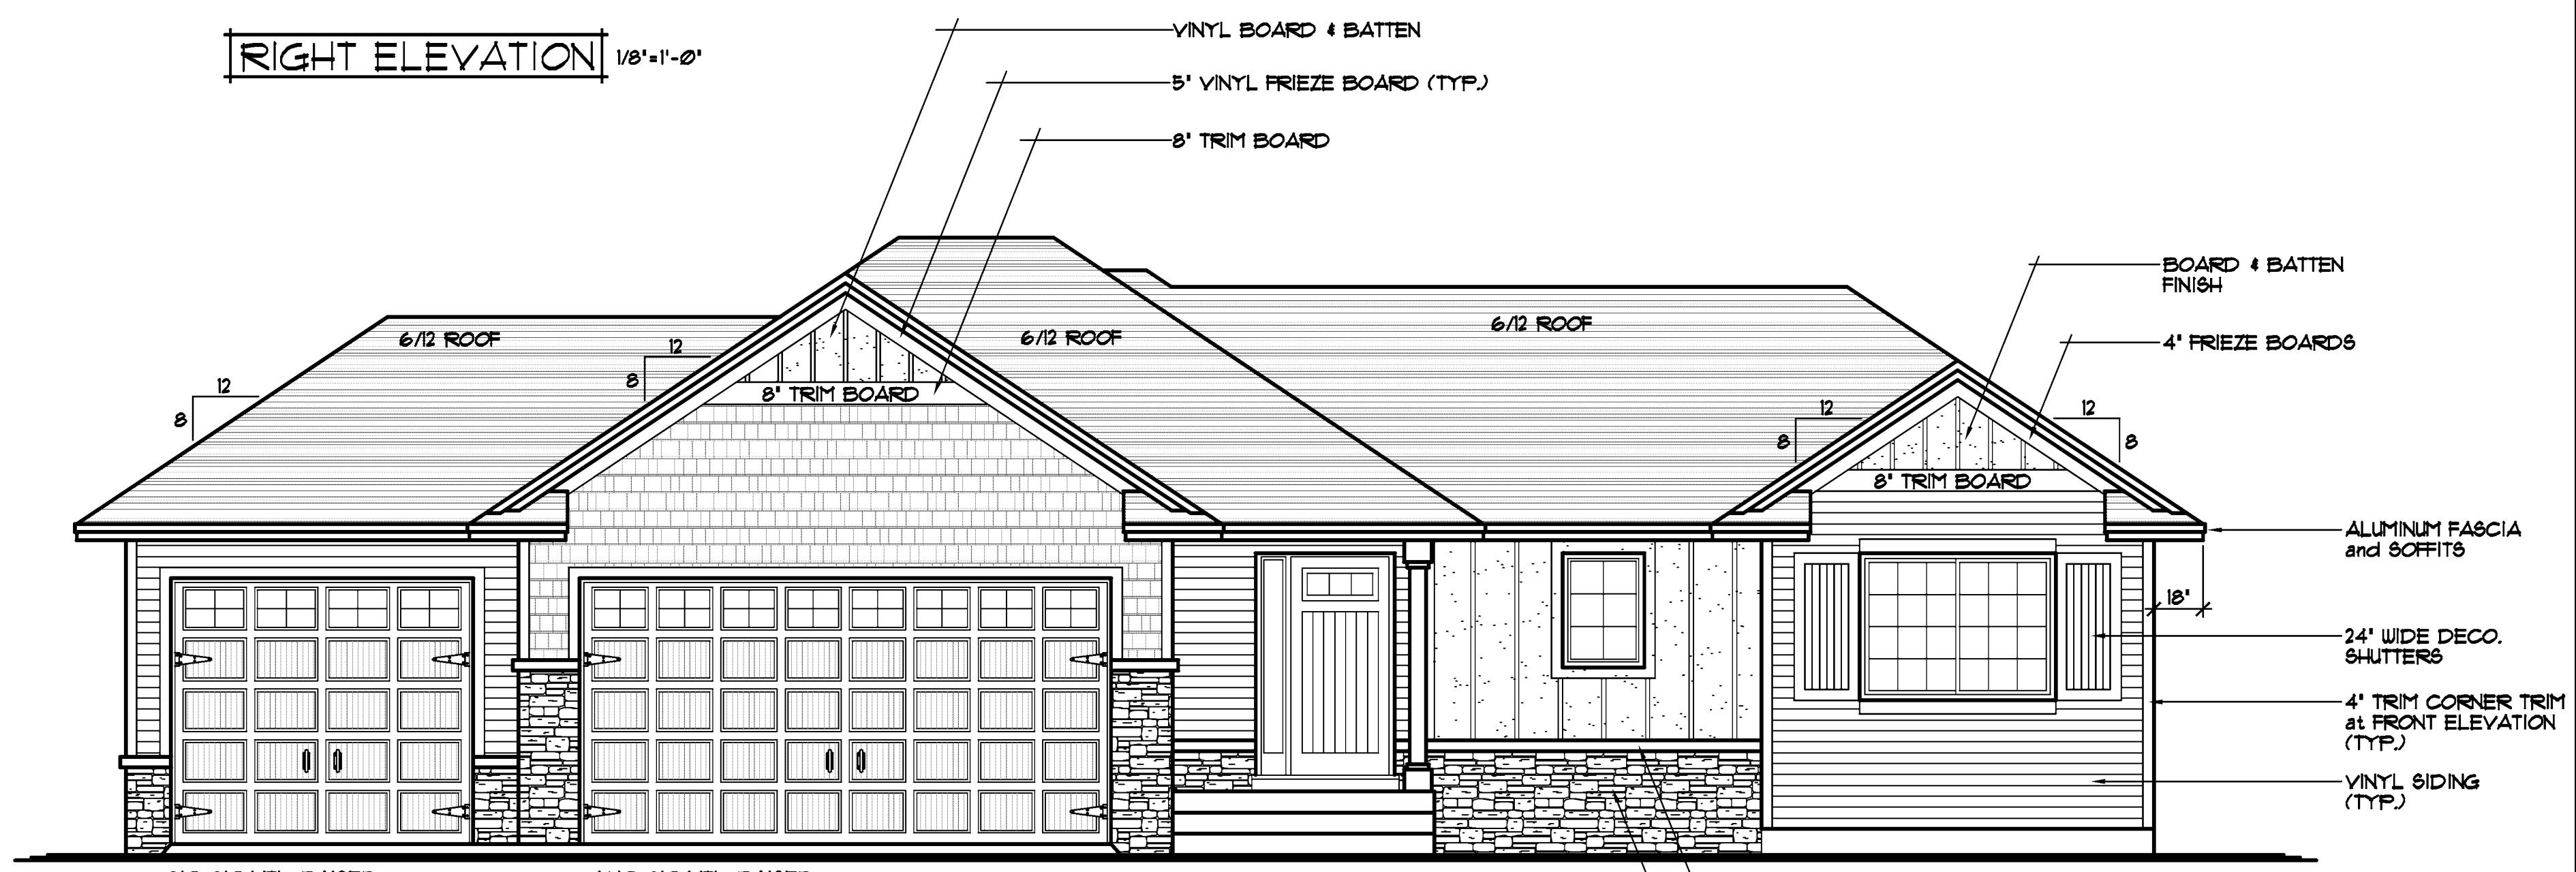 RIGHT ELEVATION 1/8"=1'-0"
VINYL BOARD & BATTEN
5" VINYL FRIEZE BOARD (TYP.)
8" TRIM BOARD
BOARD & BATTEN
FINISH
4" FRIEZE BOARDS
6/12 ROOF
6/12 ROOF
6/12 ROOF
12
8
12
8
8" TRIM BOARD
12
8
12
8
8" TRIM BOARD
ALUMINUM FASCIA
and SOFFITS
18"
24" WIDE DECO.
SHUTTERS
4" TRIM CORNER TRIM
at FRONT ELEVATION
(TYP.)
VINYL SIDING
(TYP.)